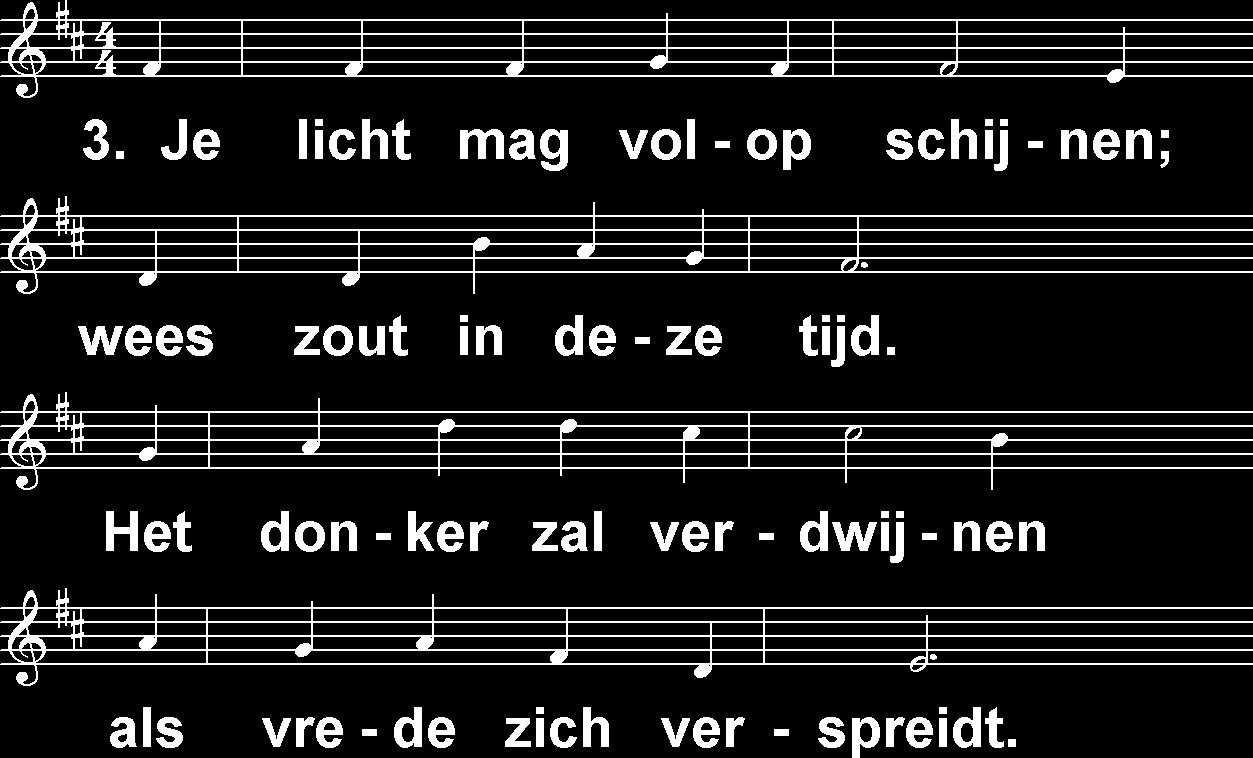 3. Je licht mag vol - op schij - nen;
wees zout in de - ze tijd.
Het don - ker zal ver - dwij - nen
als vre - de zich ver - spreidt.